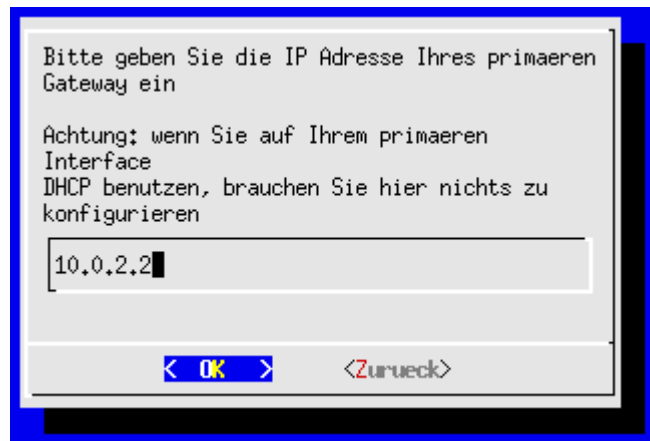 Bitte geben Sie die IP Adresse Ihres primaeren
Gateway ein
Achtung: wenn Sie auf Ihrem primaeren
Interface
DHCP benutzen, brauchen Sie hier nichts zu
konfigurieren
10.0.2.2
< OK > <Zurueck>